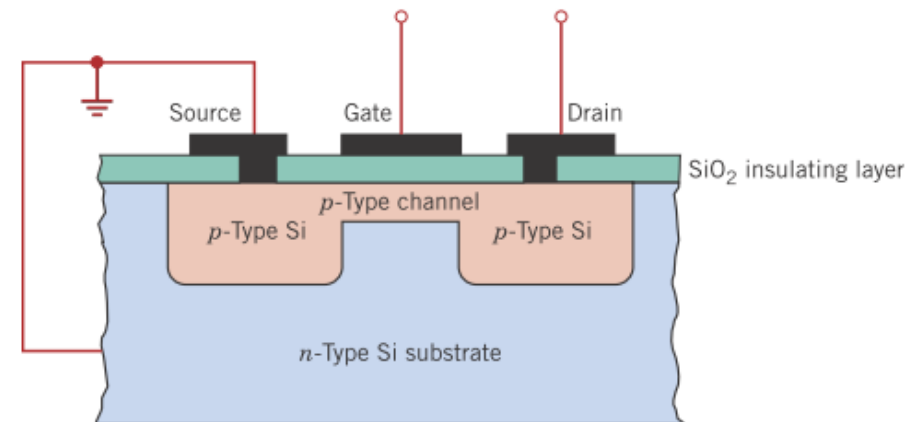 Source
Gate
Drain
SiO₂ insulating layer
p-Type channel
p-Type Si
p-Type Si
n-Type Si substrate